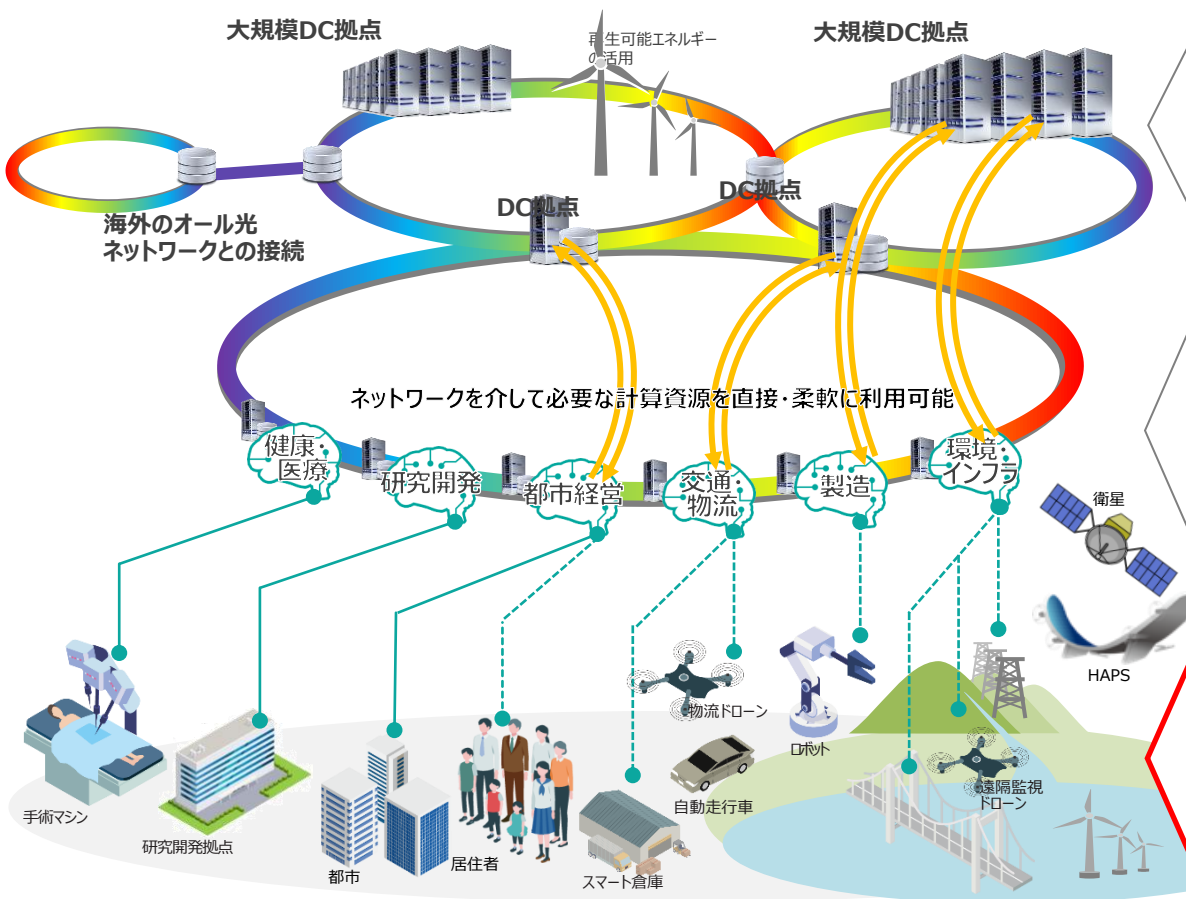 大規模DC拠点
再生可能エネルギー
の活用
大規模DC拠点
DC拠点
DC拠点
海外のオール光
ネットワークとの接続
ネットワークを介して必要な計算資源を直接・柔軟に利用可能
健康・
医療
研究開発
都市経営
交通・
物流
製造
環境・
インフラ
衛星
HAPS
物流ドローン
ロボット
遠隔監視
ドローン
自動走行車
手術マシン
研究開発拠点
都市
居住者
スマート倉庫